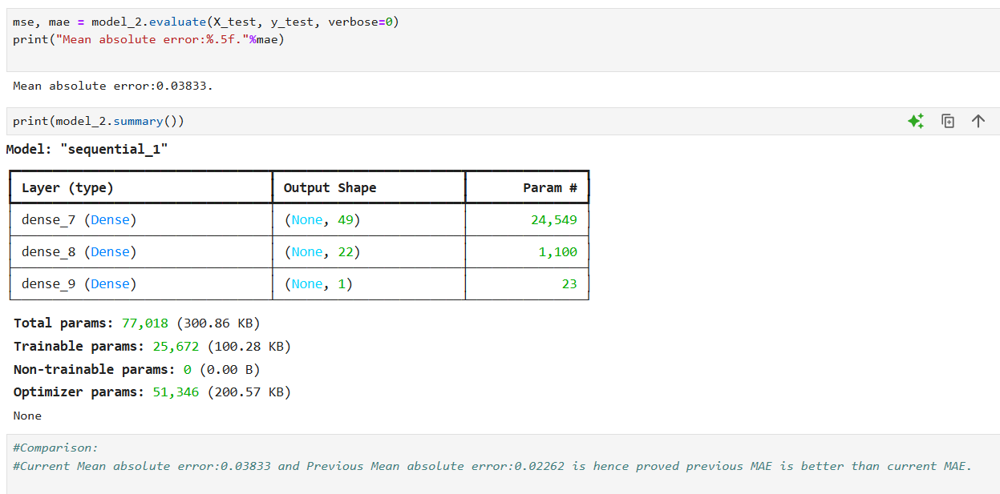 mse, mae = model_2.evaluate(X_test, y_test, verbose=0)
print("Mean absolute error:%.5f."%mae)
Mean absolute error:0.03833.
print(model_2.summary())
Model: "sequential_1"
Layer (type) Output Shape Param #
dense_7 (Dense) (None, 49) 24,549
dense_8 (Dense) (None, 22) 1,100
dense_9 (Dense) (None, 1) 23
Total params: 77,018 (300.86 KB)
Trainable params: 25,672 (100.28 KB)
Non-trainable params: 0 (0.00 B)
Optimizer params: 51,346 (200.57 KB)
None
#Comparison:
#Current Mean absolute error:0.03833 and Previous Mean absolute error:0.02262 is hence proved previous MAE is better than current MAE.